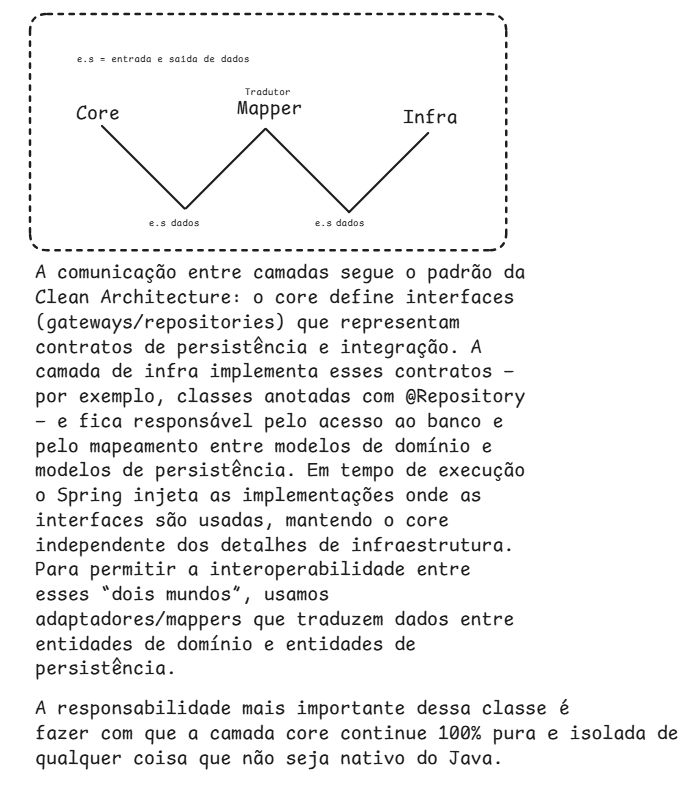 e.s = entrada e saída de dados
Tradutor
Core
Mapper
Infra
e.s dados
e.s dados
A comunicação entre camadas segue o padrão da
Clean Architecture: o core define interfaces
(gateways/repositories) que representam
contratos de persistência e integração. A
camada de infra implementa esses contratos —
por exemplo, classes anotadas com @Repository
— e fica responsável pelo acesso ao banco e
pelo mapeamento entre modelos de domínio e
modelos de persistência. Em tempo de execução
o Spring injeta as implementações onde as
interfaces são usadas, mantendo o core
independente dos detalhes de infraestrutura.
Para permitir a interoperabilidade entre
esses “dois mundos”, usamos
adaptadores/mappers que traduzem dados entre
entidades de domínio e entidades de
persistência.
A responsabilidade mais importante dessa classe é
fazer com que a camada core continue 100% pura e isolada de
qualquer coisa que não seja nativo do Java.